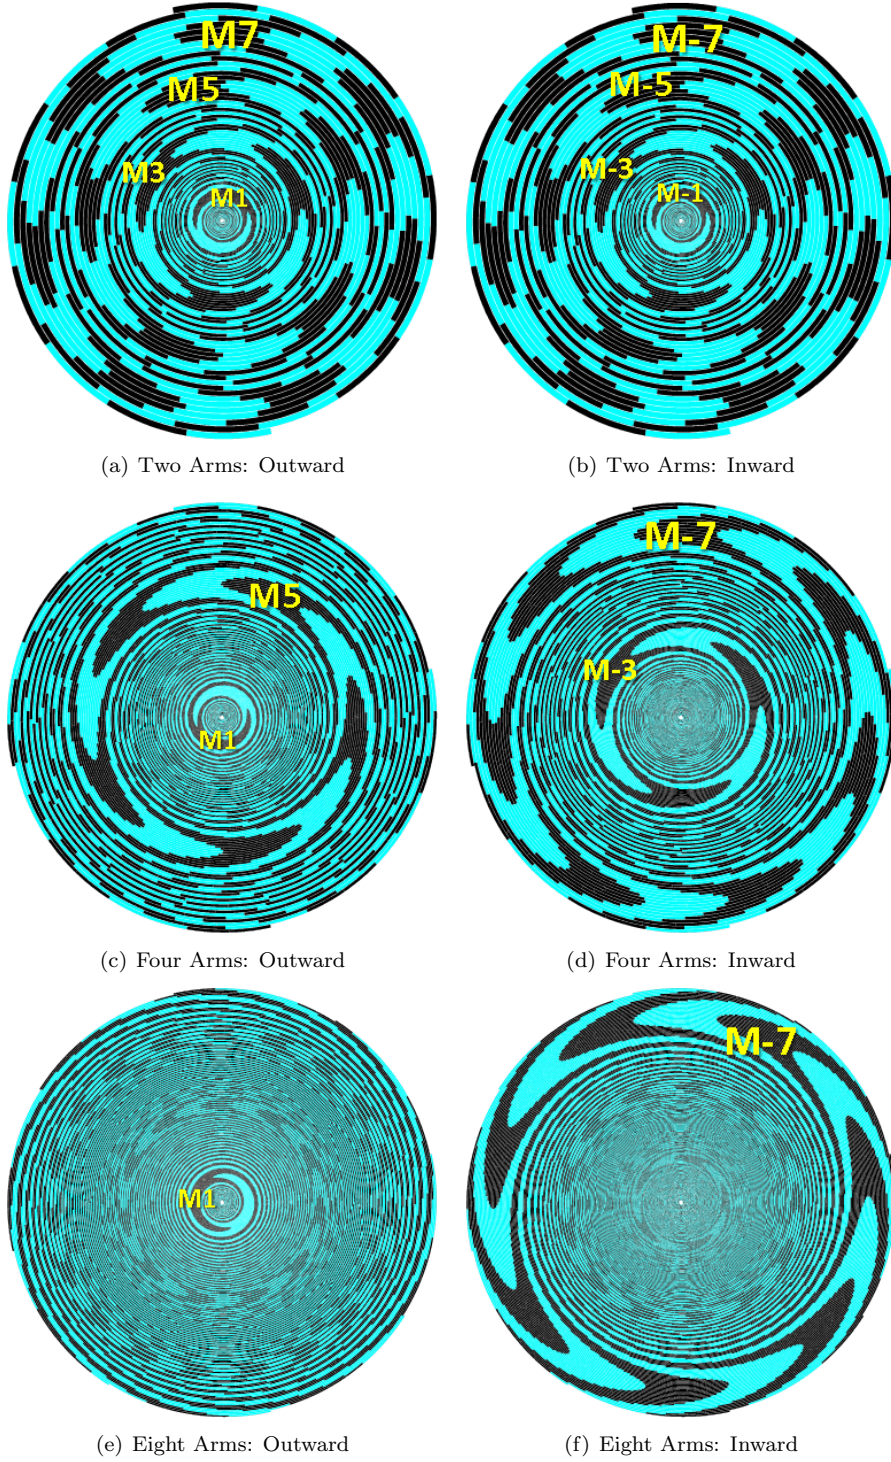 M7
M5
M3
M1
M-7
M-5
M-3
M-1
(a) Two Arms: Outward
(b) Two Arms: Inward
M5
M1
M-7
M-3
(c) Four Arms: Outward
(d) Four Arms: Inward
M1
M-7
(e) Eight Arms: Outward
(f) Eight Arms: Inward